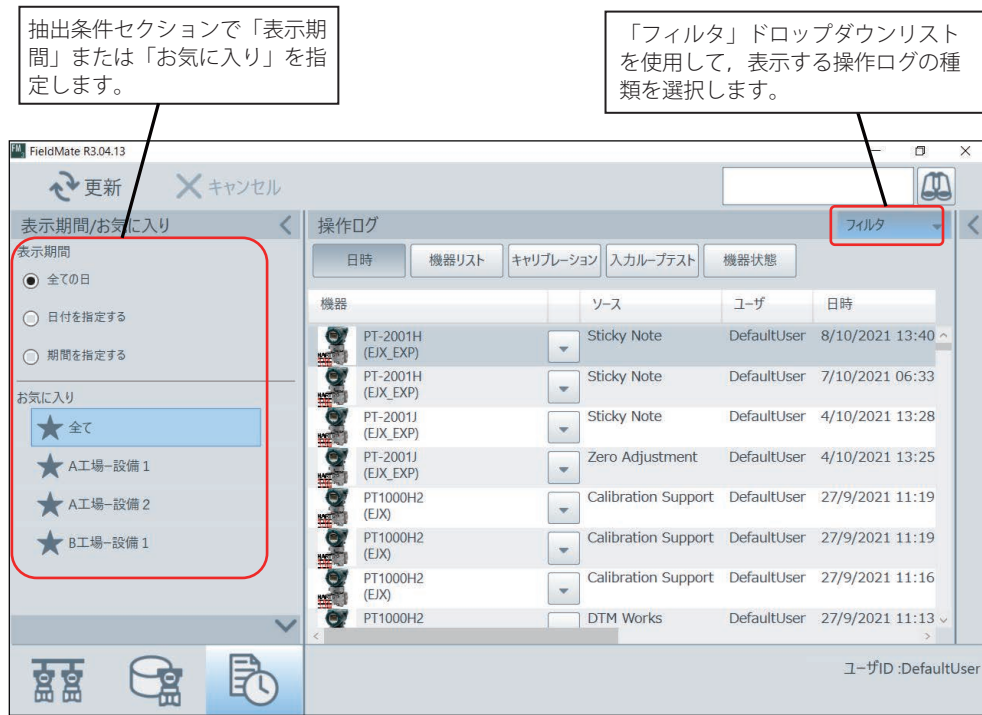 抽出条件セクションで「表示期
間」または「お気に入り」を指
定します。
「フィルタ」ドロップダウンリスト
を使用して，表示する操作ログの種
類を選択します。
FieldMate R3.04.13
更新 キャンセル
表示期間/お気に入り
表示期間
全ての日
日付を指定する
期間を指定する
お気に入り
全て
A工場−設備 1
A工場−設備 2
B工場−設備 1
操作ログ フィルタ
日時 機器リスト キャリブレーション 入力ループテスト 機器状態
機器 ソース ユーザ 日時
PT-2001H Sticky Note DefaultUser 8/10/2021 13:40
(EJX_EXP)
PT-2001H Sticky Note DefaultUser 7/10/2021 06:33
(EJX_EXP)
PT-2001J Sticky Note DefaultUser 4/10/2021 13:28
(EJX_EXP)
PT-2001J Zero Adjustment DefaultUser 4/10/2021 13:25
(EJX_EXP)
PT1000H2 Calibration Support DefaultUser 27/9/2021 11:19
(EJX)
PT1000H2 Calibration Support DefaultUser 27/9/2021 11:19
(EJX)
PT1000H2 Calibration Support DefaultUser 27/9/2021 11:16
(EJX)
PT1000H2 DTM Works DefaultUser 27/9/2021 11:13
ユーザID :DefaultUser